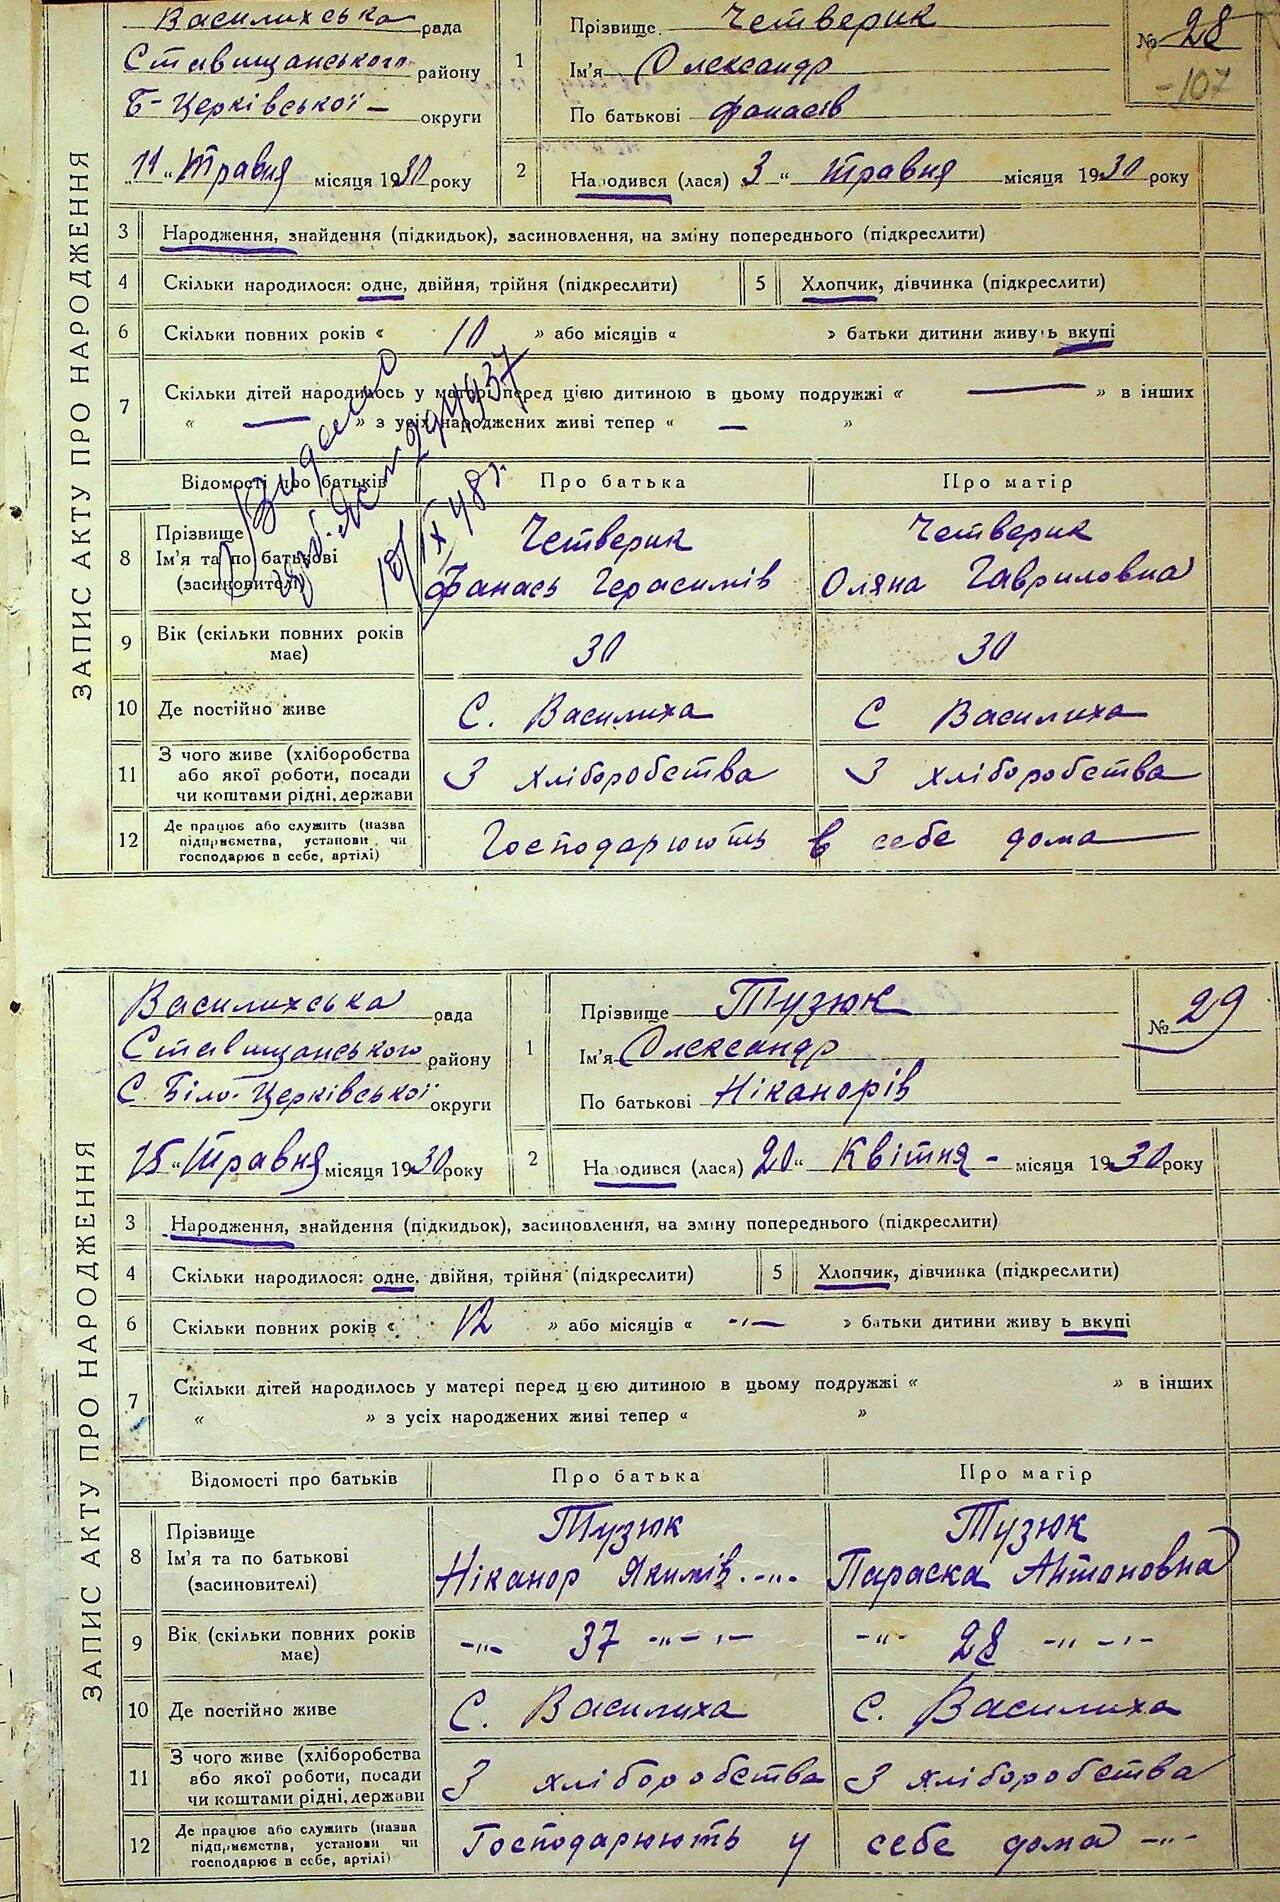 ЗАПИС АКТУ ПРО НАРОДЖЕННЯ
Василихська рада
Ставищанського району
Б-Церківської округи
"11" Травня місяця 1930 року
1 Прізвище Четверик
Ім'я Олександр
По батькові Фанасів
№ 28
-107
2 Народився (лася) "3" Травня місяця 1930 року
3 Народження, знайдення (підкидьок), засиновлення, на зміну попереднього (підкреслити)
4 Скільки народилося: одне, двійня, трійня (підкреслити) 5 Хлопчик, дівчинка (підкреслити)
6 Скільки повних років « 10 » або місяців « » батьки дитини живуь вкупі
7 Скільки дітей народилось у матері перед цією дитиною в цьому подружжі « — » в інших
« — » з усіх народжених живі тепер « — »
Видано
10/IX 48 г.
Відомості про батьків Про батька Про матір
8 Прізвище Четверик Четверик
Ім'я та по батькові Фанась Герасимів Оляна Гавриловна
(засиновителі)
9 Вік (скільки повних років має) 30 30
10 Де постійно живе С. Василиха С Василиха
11 З чого живе (хліборобства або якої роботи, посади чи коштами рідні, держави З хліборобства З хліборобства
12 Де працює або служить (назва підприємства, установи чи господарює в себе, артілі) Господарюють в себе дома
ЗАПИС АКТУ ПРО НАРОДЖЕННЯ
Василихська рада
Ставищанського району
С. Біло-Церківської округи
15 "Травня місяця 1930 року
1 Прізвище Тузюк
Ім'я Олександр
По батькові Ніканорів
№ 29
2 Народився (лася) 20" Квітня - місяця 1930 року
3 Народження, знайдення (підкидьок), засиновлення, на зміну попереднього (підкреслити)
4 Скільки народилося: одне, двійня, трійня (підкреслити) 5 Хлопчик, дівчинка (підкреслити)
6 Скільки повних років « 12 » або місяців « -"- » батьки дитини живу ь вкупі
7 Скільки дітей народилось у матері перед цією дитиною в цьому подружжі « » в інших
« » з усіх народжених живі тепер « »
Відомості про батьків Про батька Про матір
8 Прізвище Тузюк Тузюк
Ім'я та по батькові Ніканор Якимів -"- Параска Антоновна
(засиновителі)
9 Вік (скільки повних років має) -"- 37 -"- -"- -"- 28 -"- -"-
10 Де постійно живе С. Василиха С. Василиха
11 З чого живе (хліборобства або якої роботи, посади чи коштами рідні, держави З хліборобства З хліборобства
12 Де працює або служить (назва підприємства, установи чи господарює в себе, артілі) Господарюють у себе дома -"-